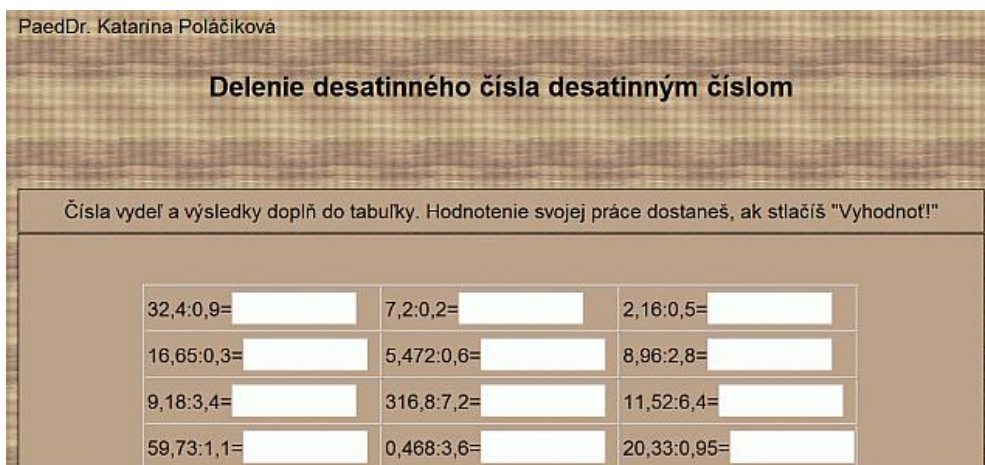 PaedDr. Katarína Poláčiková
Delenie desatinného čísla desatinným číslom
Čísla vydeľ a výsledky doplň do tabuľky. Hodnotenie svojej práce dostaneš, ak stlačíš "Vyhodnoť!"
32,4:0,9= 7,2:0,2= 2,16:0,5=
16,65:0,3= 5,472:0,6= 8,96:2,8=
9,18:3,4= 316,8:7,2= 11,52:6,4=
59,73:1,1= 0,468:3,6= 20,33:0,95=